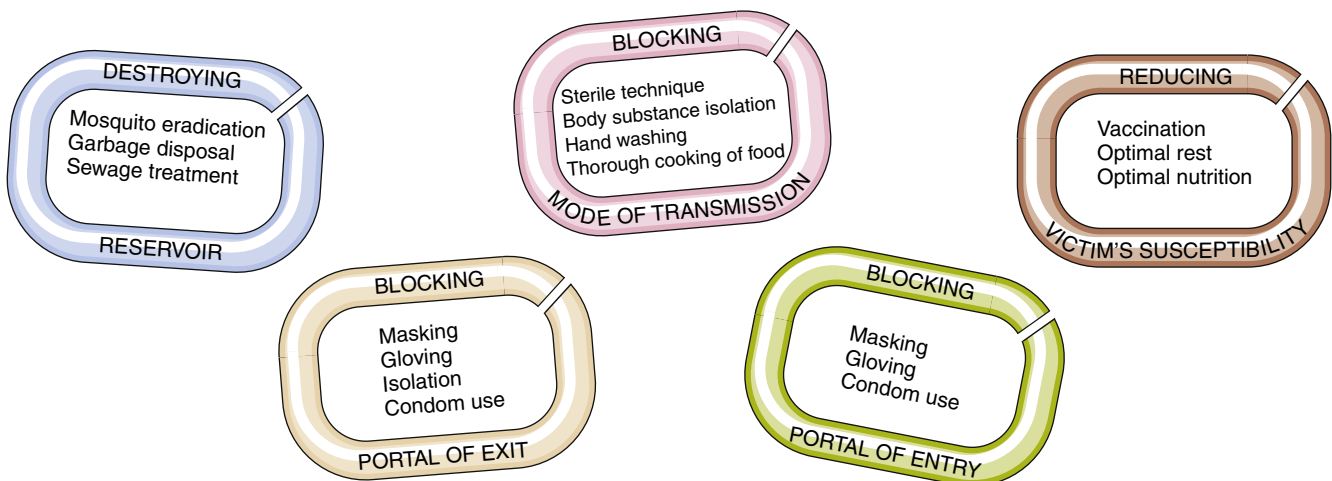 DESTROYING
Mosquito eradication
Garbage disposal
Sewage treatment
RESERVOIR
BLOCKING
Masking
Gloving
Isolation
Condom use
PORTAL OF EXIT
BLOCKING
Sterile technique
Body substance isolation
Hand washing
Thorough cooking of food
MODE OF TRANSMISSION
BLOCKING
Masking
Gloving
Condom use
PORTAL OF ENTRY
REDUCING
Vaccination
Optimal rest
Optimal nutrition
VICTIM'S SUSCEPTIBILITY